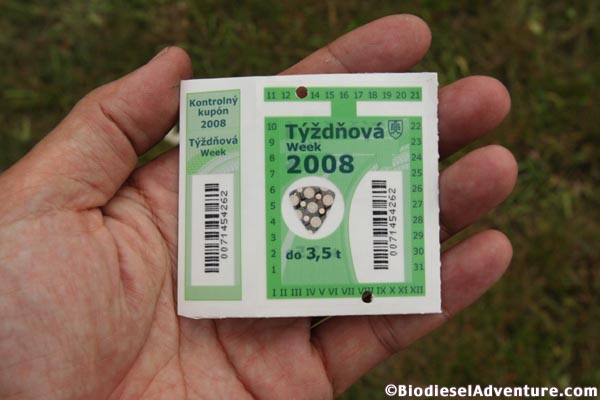 Kontrolný
kupón
2008
Týždňová
Week
0071454262
11 12 14 15 16 17 18 19 20 21
10 22
9 23
8 24
7 25
6 26
5 27
4 28
3 29
2 30
1 31
Týždňová
Week
2008
do 3,5 t
0071454262
I II III IV V VI VII VIII IX X XI XII
©BiodieselAdventure.com